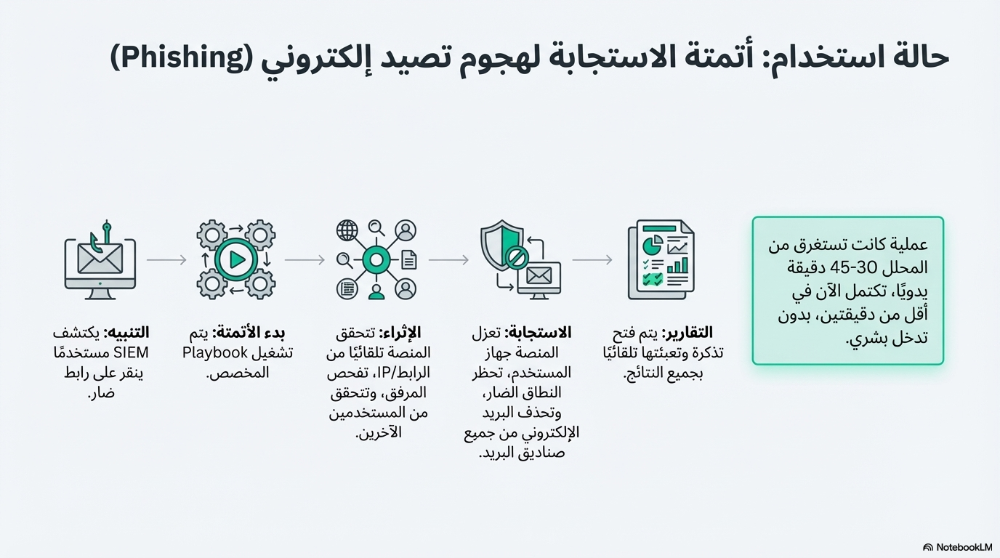 حالة استخدام: أتمتة الاستجابة لهجوم تصيد إلكتروني (Phishing)
التنبيه: يكتشف
SIEM مستخدمًا
ينقر على رابط
ضار.
بدء الأتمتة: يتم
تشغيل Playbook
المخصص.
الإثراء: تتحقق
المنصة تلقائيًا من
الرابط/IP، تفحص
المرفق، وتتحقق
من المستخدمين
الآخرين.
الاستجابة: تعزل
المنصة جهاز
المستخدم، تحظر
النطاق الضار،
وتحذف البريد
الإلكتروني من جميع
صناديق البريد.
التقارير: يتم فتح
تذكرة وتعبئتها تلقائيًا
بجميع النتائج.
عملية كانت تستغرق من
المحلل 30-45 دقيقة
يدويًا، تكتمل الآن في
أقل من دقيقتين، بدون
تدخل بشري.
NotebookLM